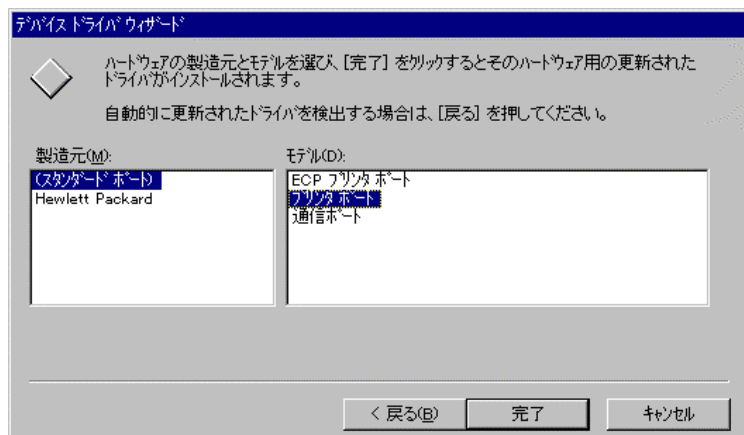 ﾃﾞﾊﾞｲｽ ﾄﾞﾗｲﾊﾞ ｳｨｻﾞｰﾄﾞ
ﾊｰﾄﾞｳｪｱの製造元とﾓﾃﾞﾙを選び、[完了] をｸﾘｯｸするとそのﾊｰﾄﾞｳｪｱ用の更新された
ﾄﾞﾗｲﾊﾞがｲﾝｽﾄｰﾙされます。
自動的に更新されたﾄﾞﾗｲﾊﾞを検出する場合は、[戻る] を押してください。
製造元(M):
ﾓﾃﾞﾙ(D):
(ｽﾀﾝﾀﾞｰﾄﾞ ﾎﾟｰﾄ)
Hewlett Packard
ECP ﾌﾟﾘﾝﾀ ﾎﾟｰﾄ
ﾌﾟﾘﾝﾀ ﾎﾟｰﾄ
通信ﾎﾟｰﾄ
< 戻る(B)
完了
ｷｬﾝｾﾙ